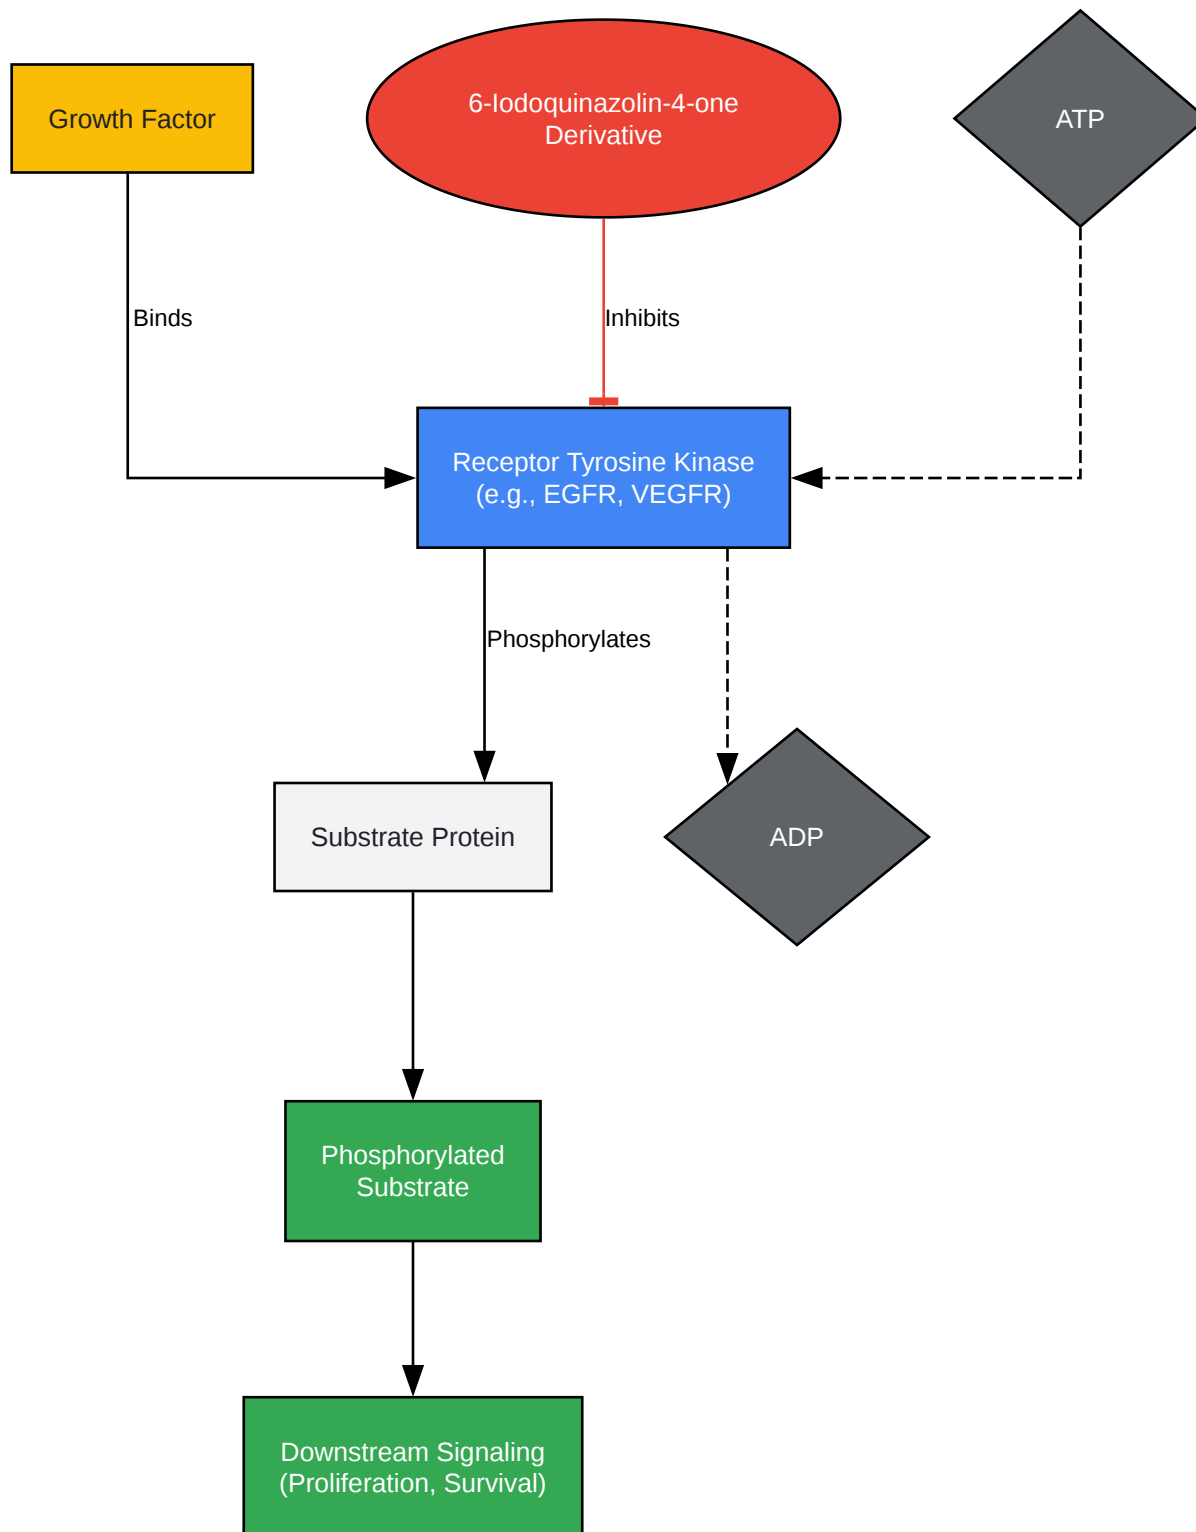 Growth Factor
6-Iodoquinazolin-4-one
Derivative
ATP
Binds
Inhibits
Receptor Tyrosine Kinase
(e.g., EGFR, VEGFR)
Phosphorylates
Substrate Protein
ADP
Phosphorylated
Substrate
Downstream Signaling
(Proliferation, Survival)